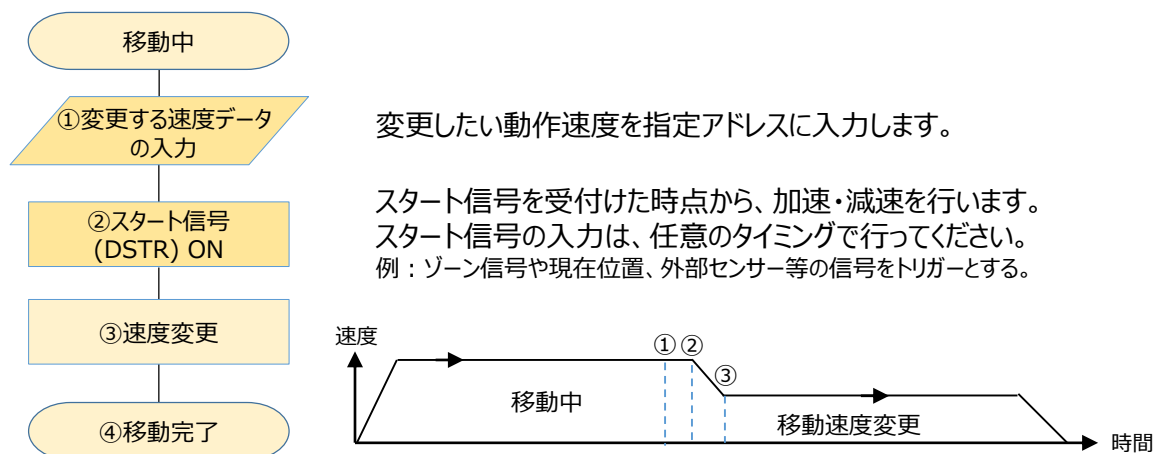 移動中
①変更する速度データ
の入力
②スタート信号
(DSTR) ON
③速度変更
④移動完了
変更したい動作速度を指定アドレスに入力します。
スタート信号を受付けた時点から、加速・減速を行います。
スタート信号の入力は、任意のタイミングで行ってください。
例：ゾーン信号や現在位置、外部センサー等の信号をトリガーとする。
速度
① ②
③
移動中
移動速度変更
時間